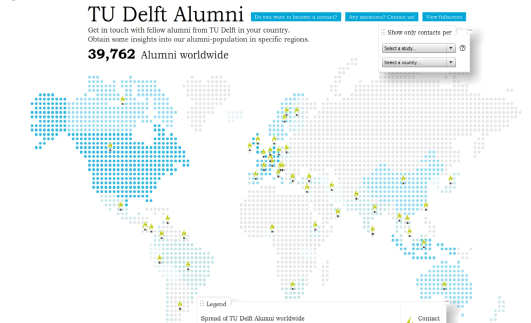 TU Delft Alumni
Do you want to become a contact?
Any questions? Contact us!
View fullscreen
Get in touch with fellow alumni from TU Delft in your country.
Obtain some insights into our alumni-population in specific regions.
39,762 Alumni worldwide
Show only contacts per
Select a study...
Select a country...
Legend
Spread of TU Delft Alumni worldwide
Contact